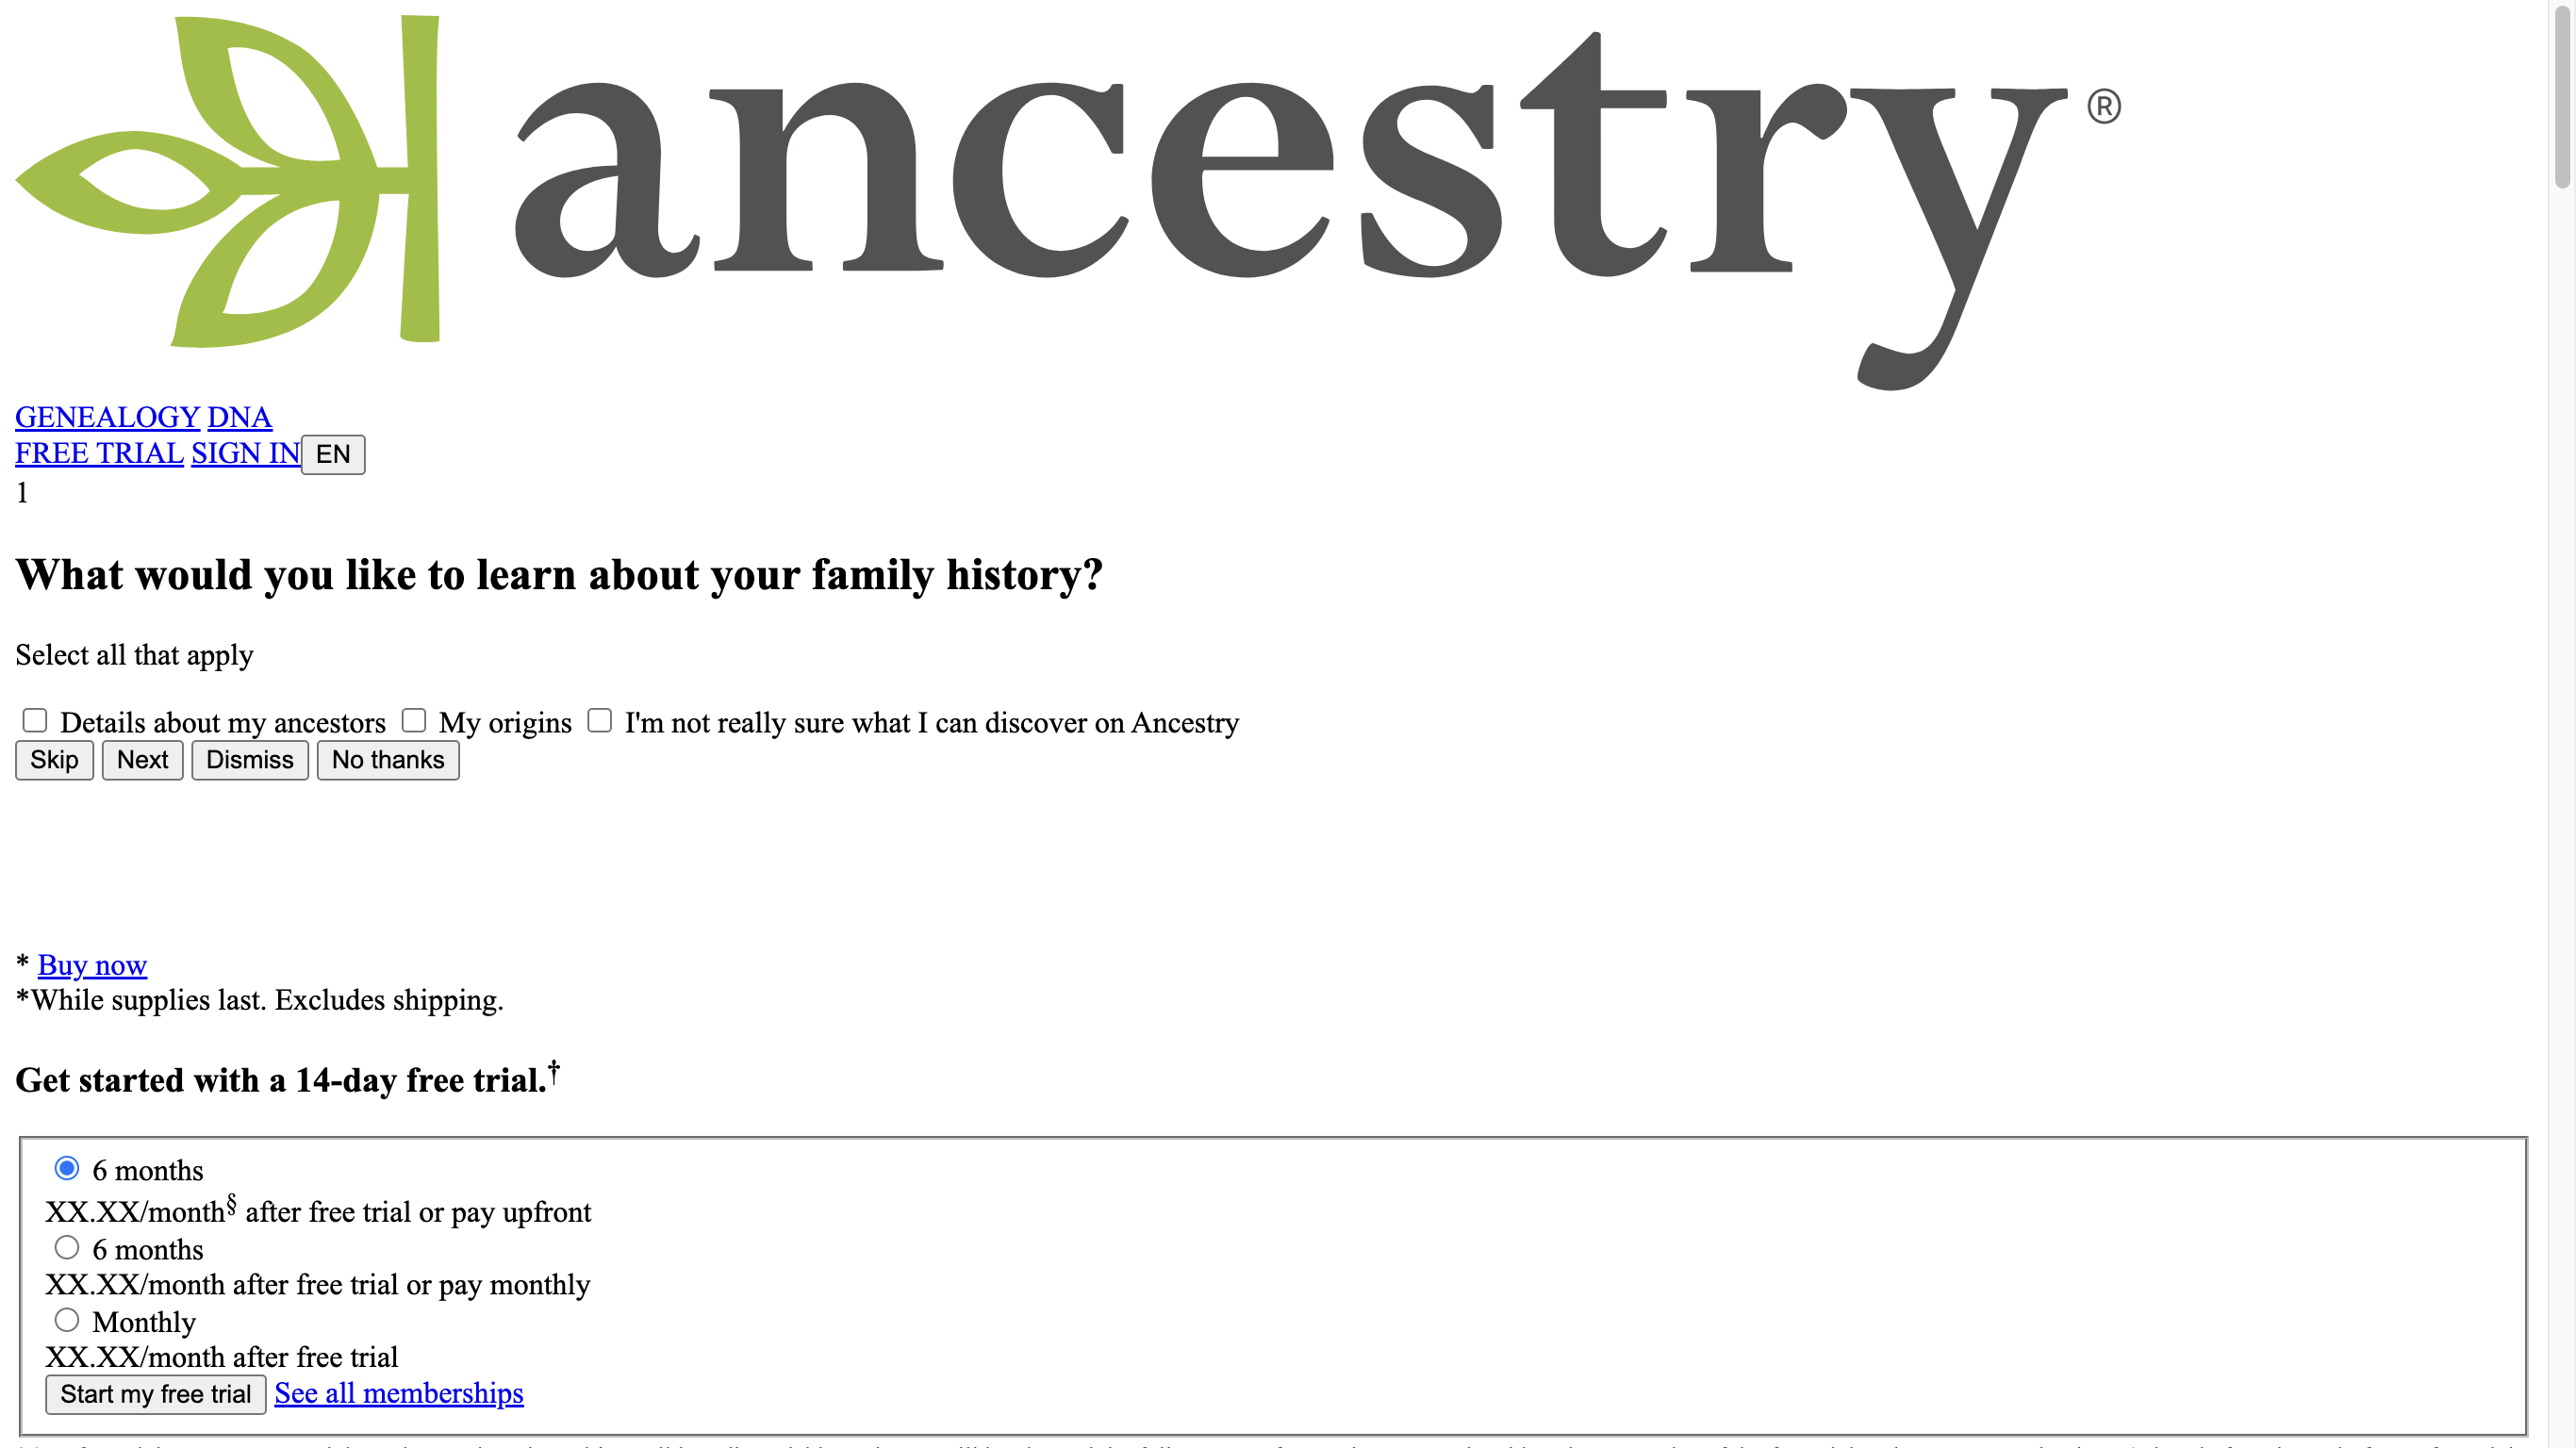 ancestry®
GENEALOGY DNA
FREE TRIAL SIGN IN EN
1
What would you like to learn about your family history?
Select all that apply
Details about my ancestors My origins I'm not really sure what I can discover on Ancestry
Skip Next Dismiss No thanks
* Buy now
*While supplies last. Excludes shipping.
Get started with a 14-day free trial.†
6 months
XX.XX/month§ after free trial or pay upfront
6 months
XX.XX/month after free trial or pay monthly
Monthly
XX.XX/month after free trial
Start my free trial See all memberships